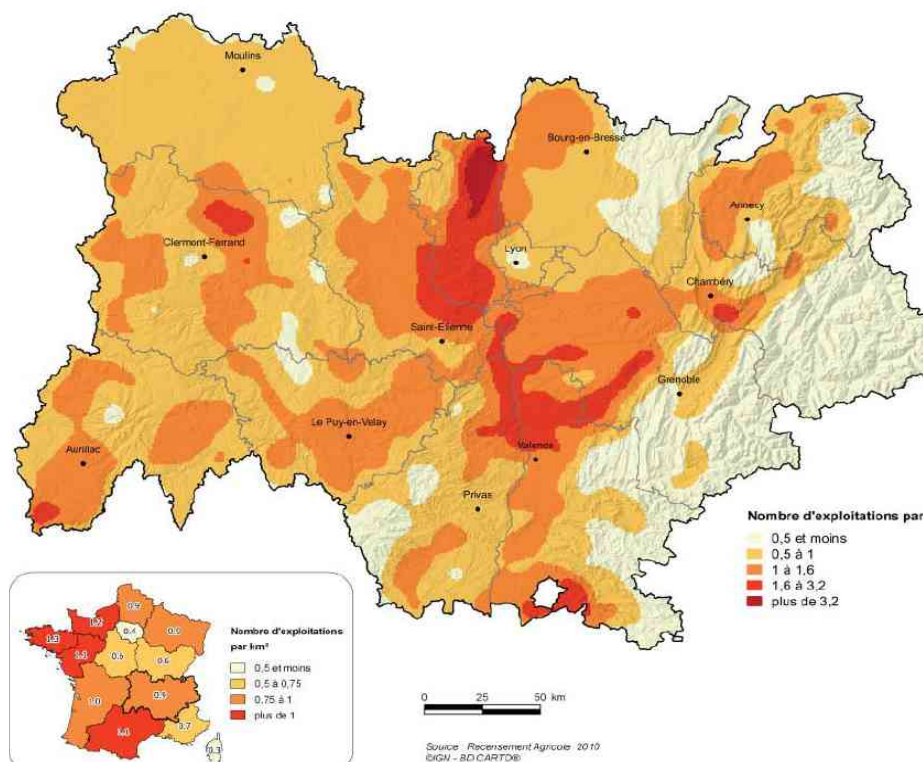 Moulins
Bourg-en-Bresse
Annecy
Clermont-Ferrand
Lyon
Chambéry
Saint-Etienne
Grenoble
Le Puy-en-Velay
Aurillac
Valence
Privas
Nombre d'exploitations par
0,5 et moins
0,5 à 1
1 à 1,6
1,6 à 3,2
plus de 3,2
0.9
1.2
0.4
0.9
1.3
1.1
0.6
1.0
0.9
0.7
0.3
Nombre d'exploitations
par km²
0,5 et moins
0,5 à 0,75
0,75 à 1
plus de 1
0 25 50 km
Source : Recensement Agricole 2010
©IGN - BD CARTO®